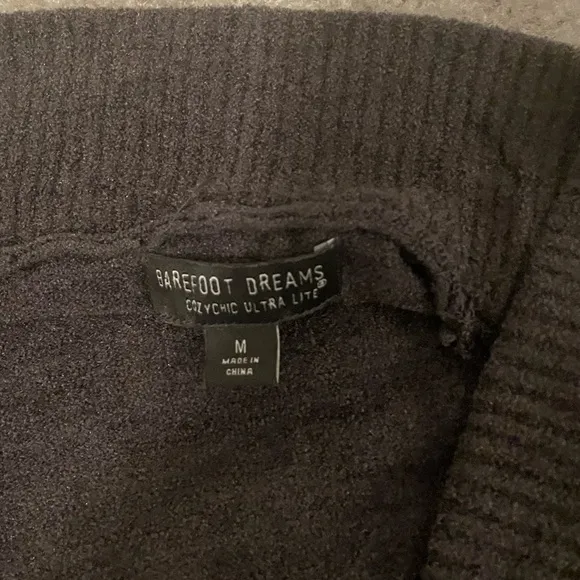 BAREFOOT DREAMS®
COZYCHIC ULTRA LITE®
M
MADE IN
CHINA